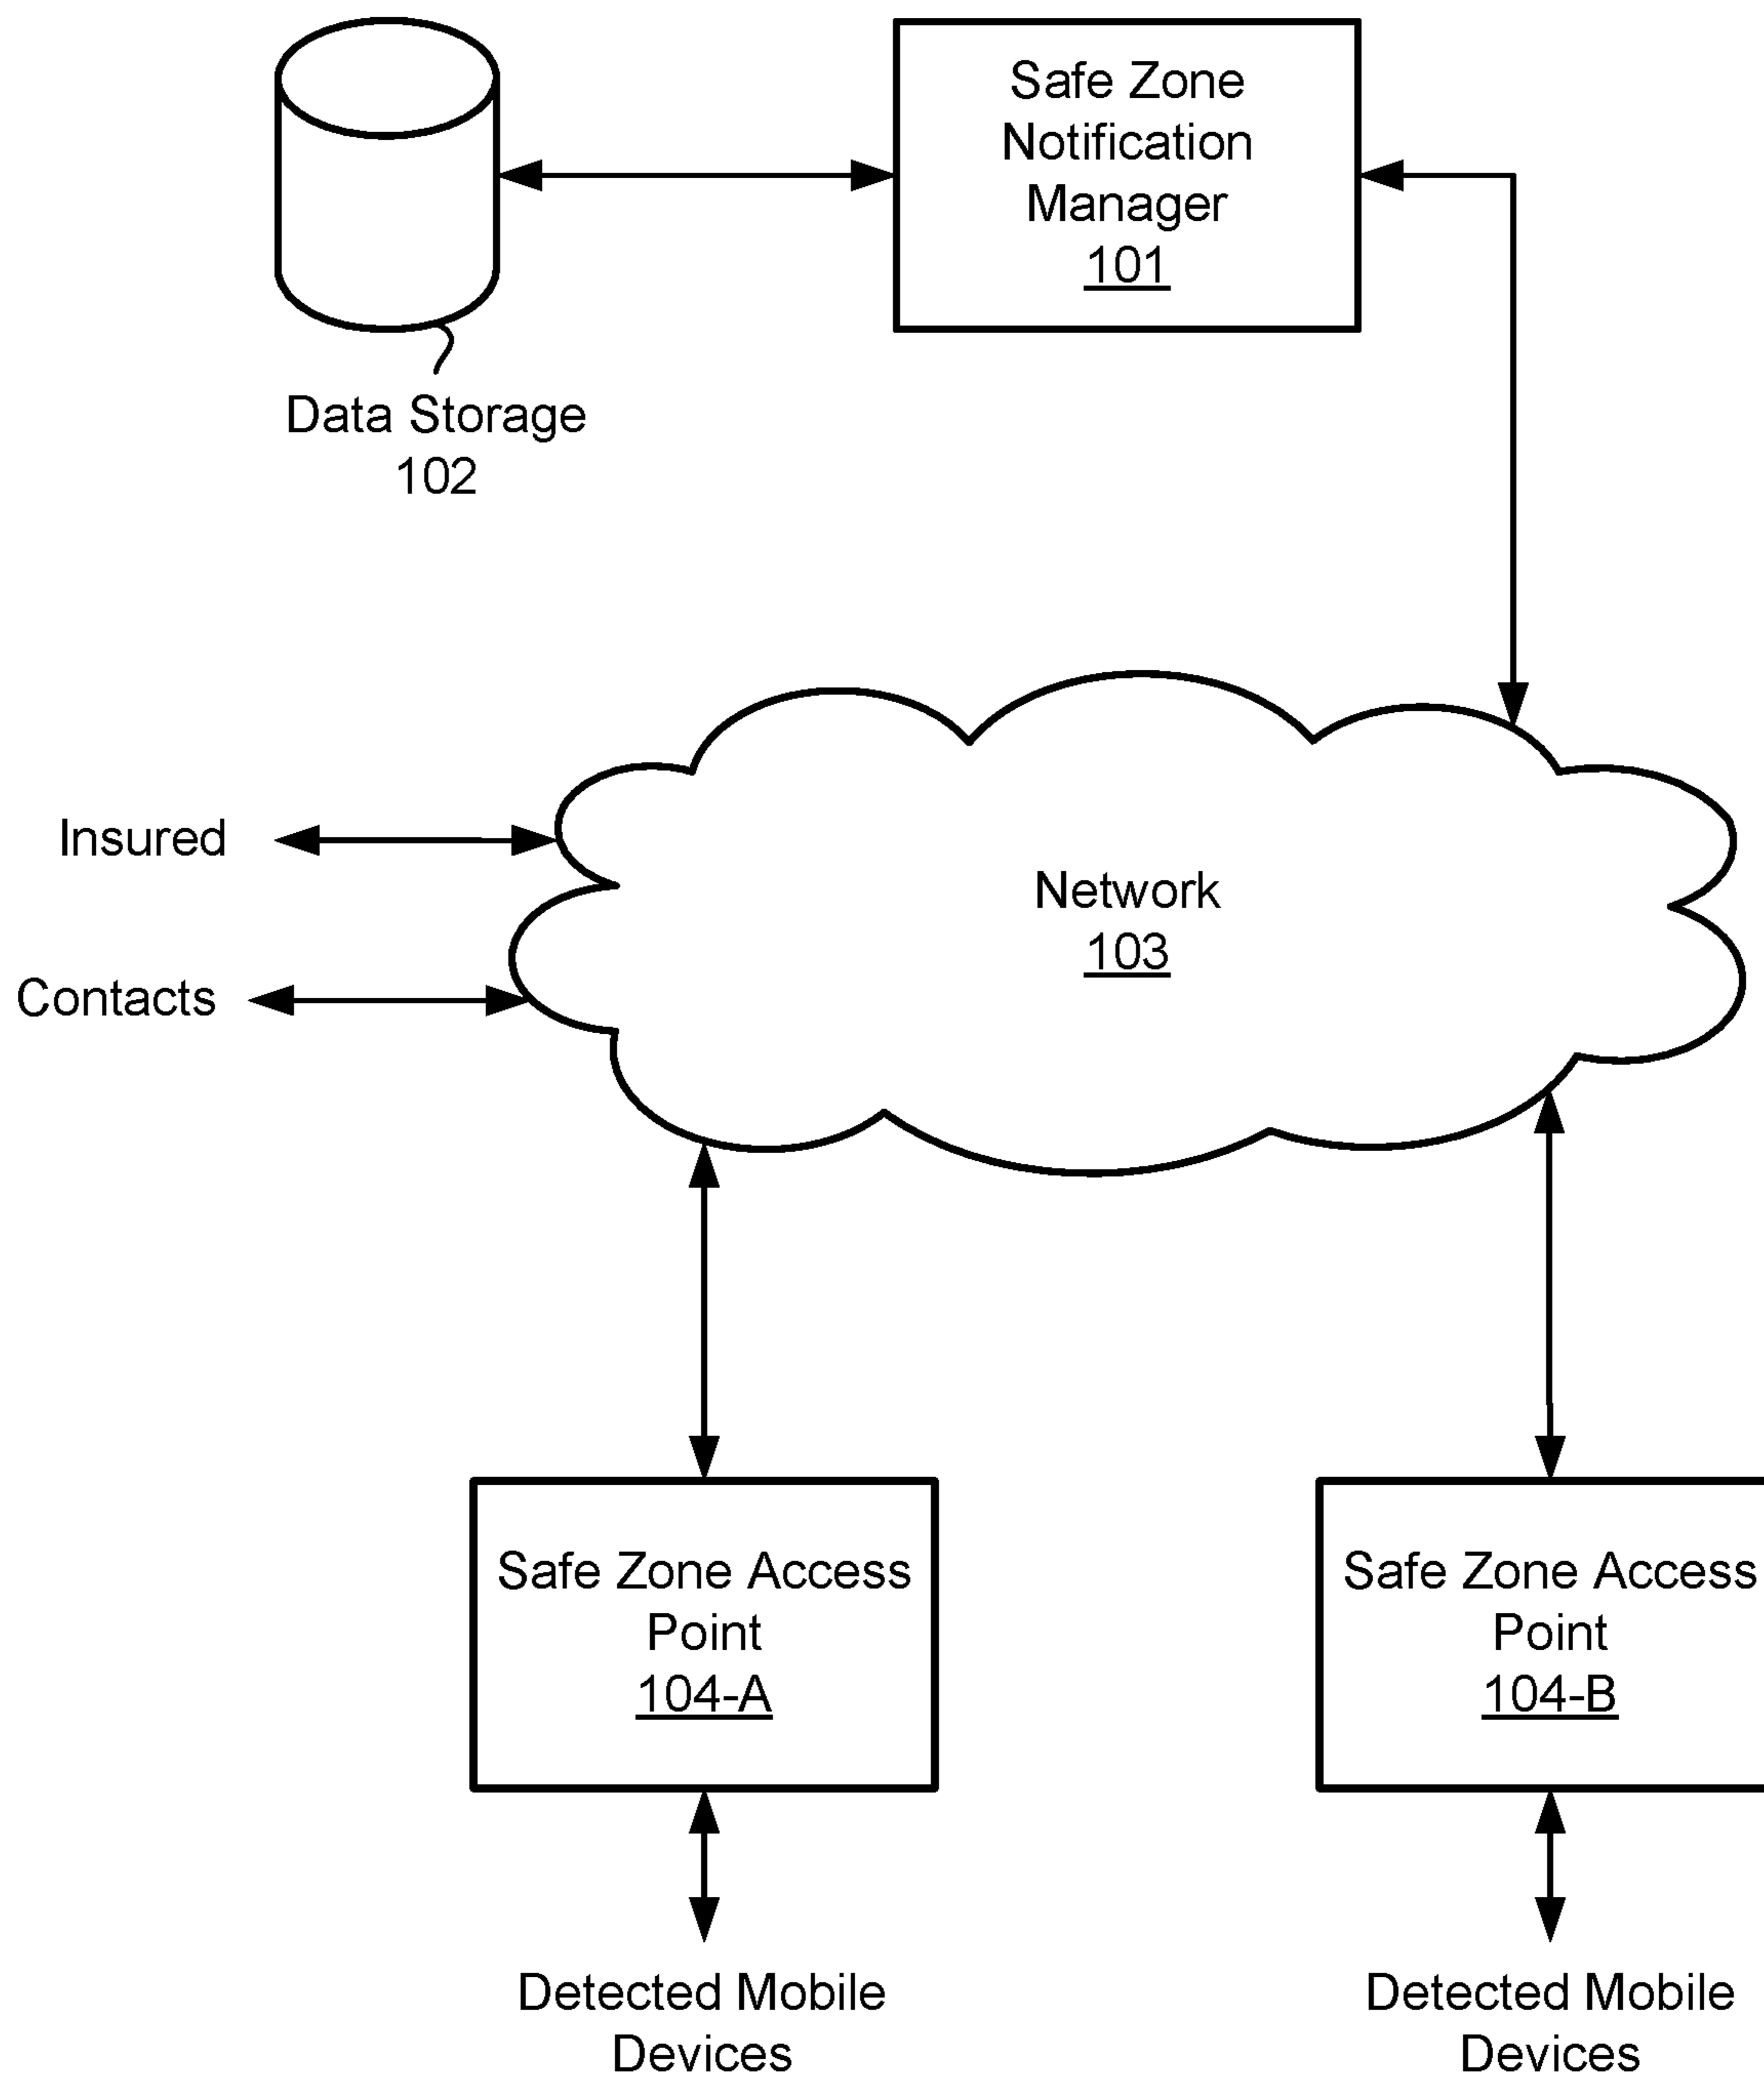 Safe Zone
Notification
Manager
101
Data Storage
102
Insured
Network
103
Contacts
Safe Zone Access
Point
104-A
Safe Zone Access
Point
104-B
Detected Mobile
Devices
Detected Mobile
Devices